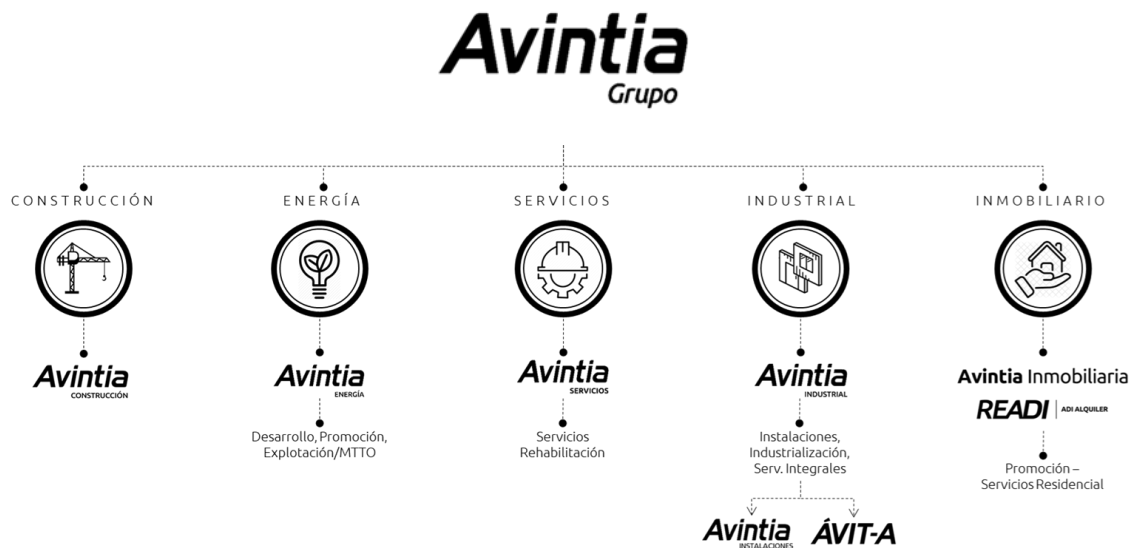 Avintia
Grupo
CONSTRUCCIÓN
ENERGÍA
SERVICIOS
INDUSTRIAL
INMOBILIARIO
Avintia
CONSTRUCCIÓN
Avintia
ENERGÍA
Avintia
SERVICIOS
Avintia
INDUSTRIAL
Avintia Inmobiliaria
READI | ADI ALQUILER
Desarrollo, Promoción,
Explotación/MTTO
Servicios
Rehabilitación
Instalaciones,
Industrialización,
Serv. Integrales
Promoción –
Servicios Residencial
Avintia
INSTALACIONES
ÁVIT-A